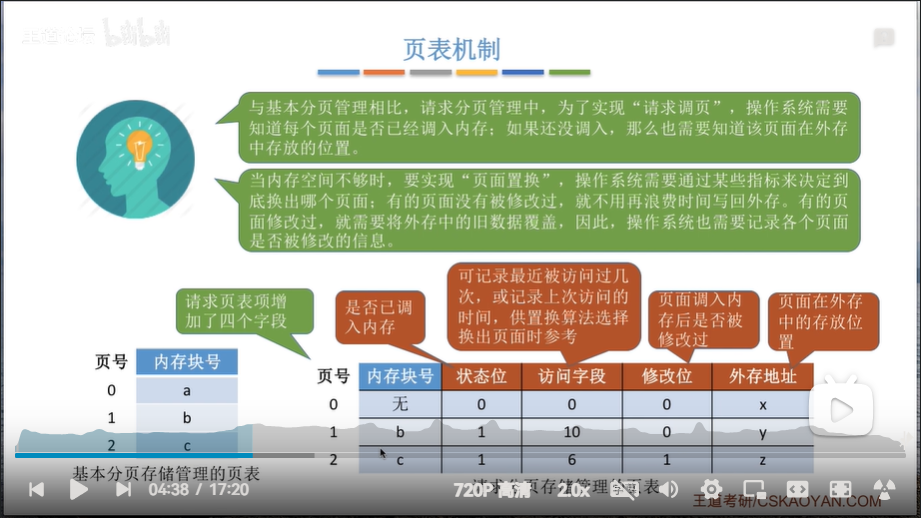 bilibili
页表机制
与基本分页管理相比，请求分页管理中，为了实现“请求调页”，操作系统需要
知道每个页面是否已经调入内存；如果还没调入，那么也需要知道该页面在外存
中存放的位置。
当内存空间不够时，要实现“页面置换”，操作系统需要通过某些指标来决定到
底换出哪个页面；有的页面没有被修改过，就不用再浪费时间写回外存。有的页
面修改过，就需要将外存中的旧数据覆盖，因此，操作系统也需要记录各个页面
是否被修改的信息。
请求页表项增
加了四个字段
是否已调
入内存
可记录最近被访问过几
次，或记录上次访问的
时间，供置换算法选择
换出页面时参考
页面调入内
存后是否被
修改过
页面在外存
中的存放位
置
页号 内存块号
0 a
1 b
2 c
基本分页存储管理的页表
页号 内存块号 状态位 访问字段 修改位 外存地址
0 无 0 0 0 x
1 b 1 10 0 y
2 c 1 6 1 z
请求分页存储管理的页表
04:38 / 17:20
720P 高清
2.0x
王道考研/CSKAOYAN.COM